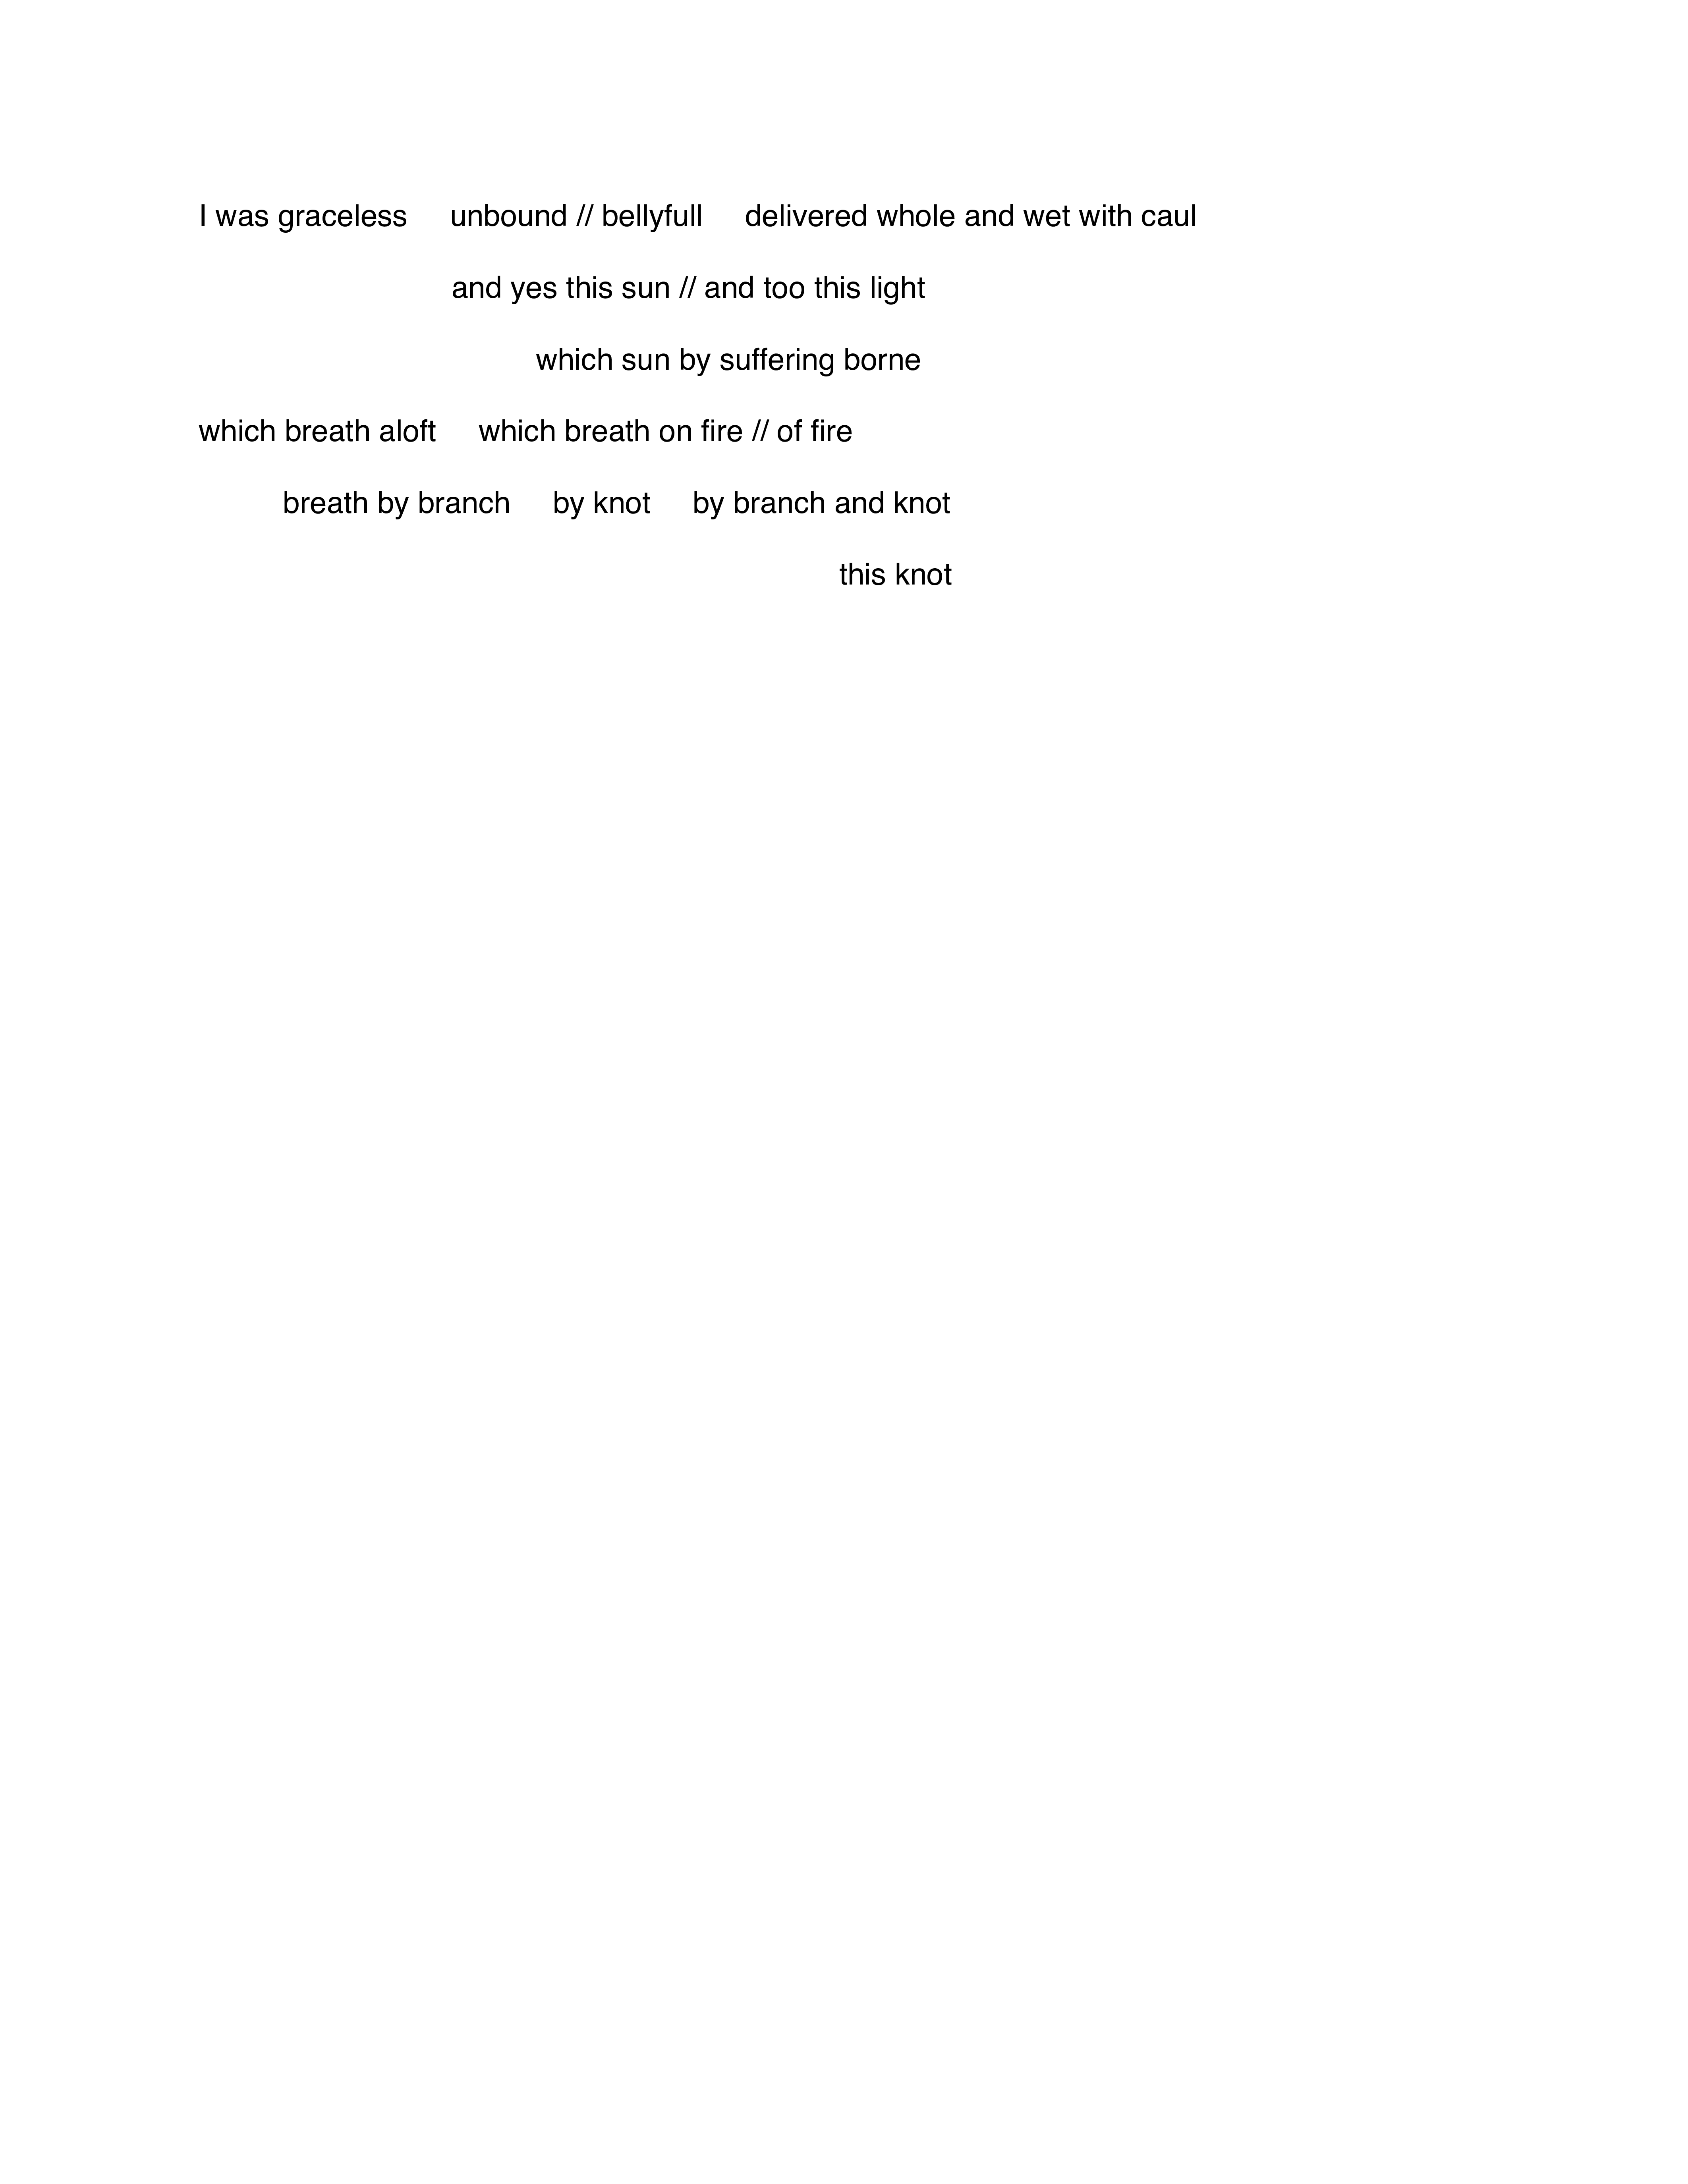 I was graceless     unbound // bellyfull     delivered whole and wet with caul
and yes this sun // and too this light
which sun by suffering borne
which breath aloft     which breath on fire // of fire
breath by branch     by knot     by branch and knot
this knot